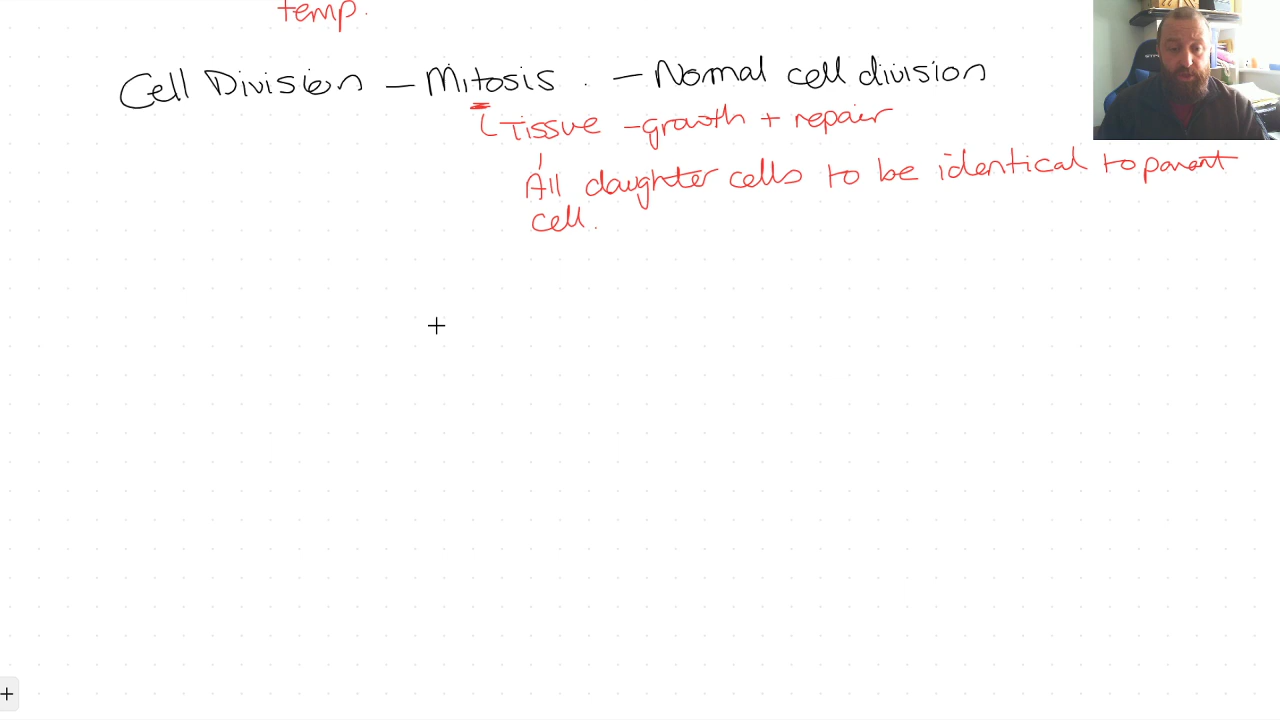 temp.
Cell Division - Mitosis. - Normal cell division
Tissue - growth + repair
All daughter cells to be identical to parent
cell.